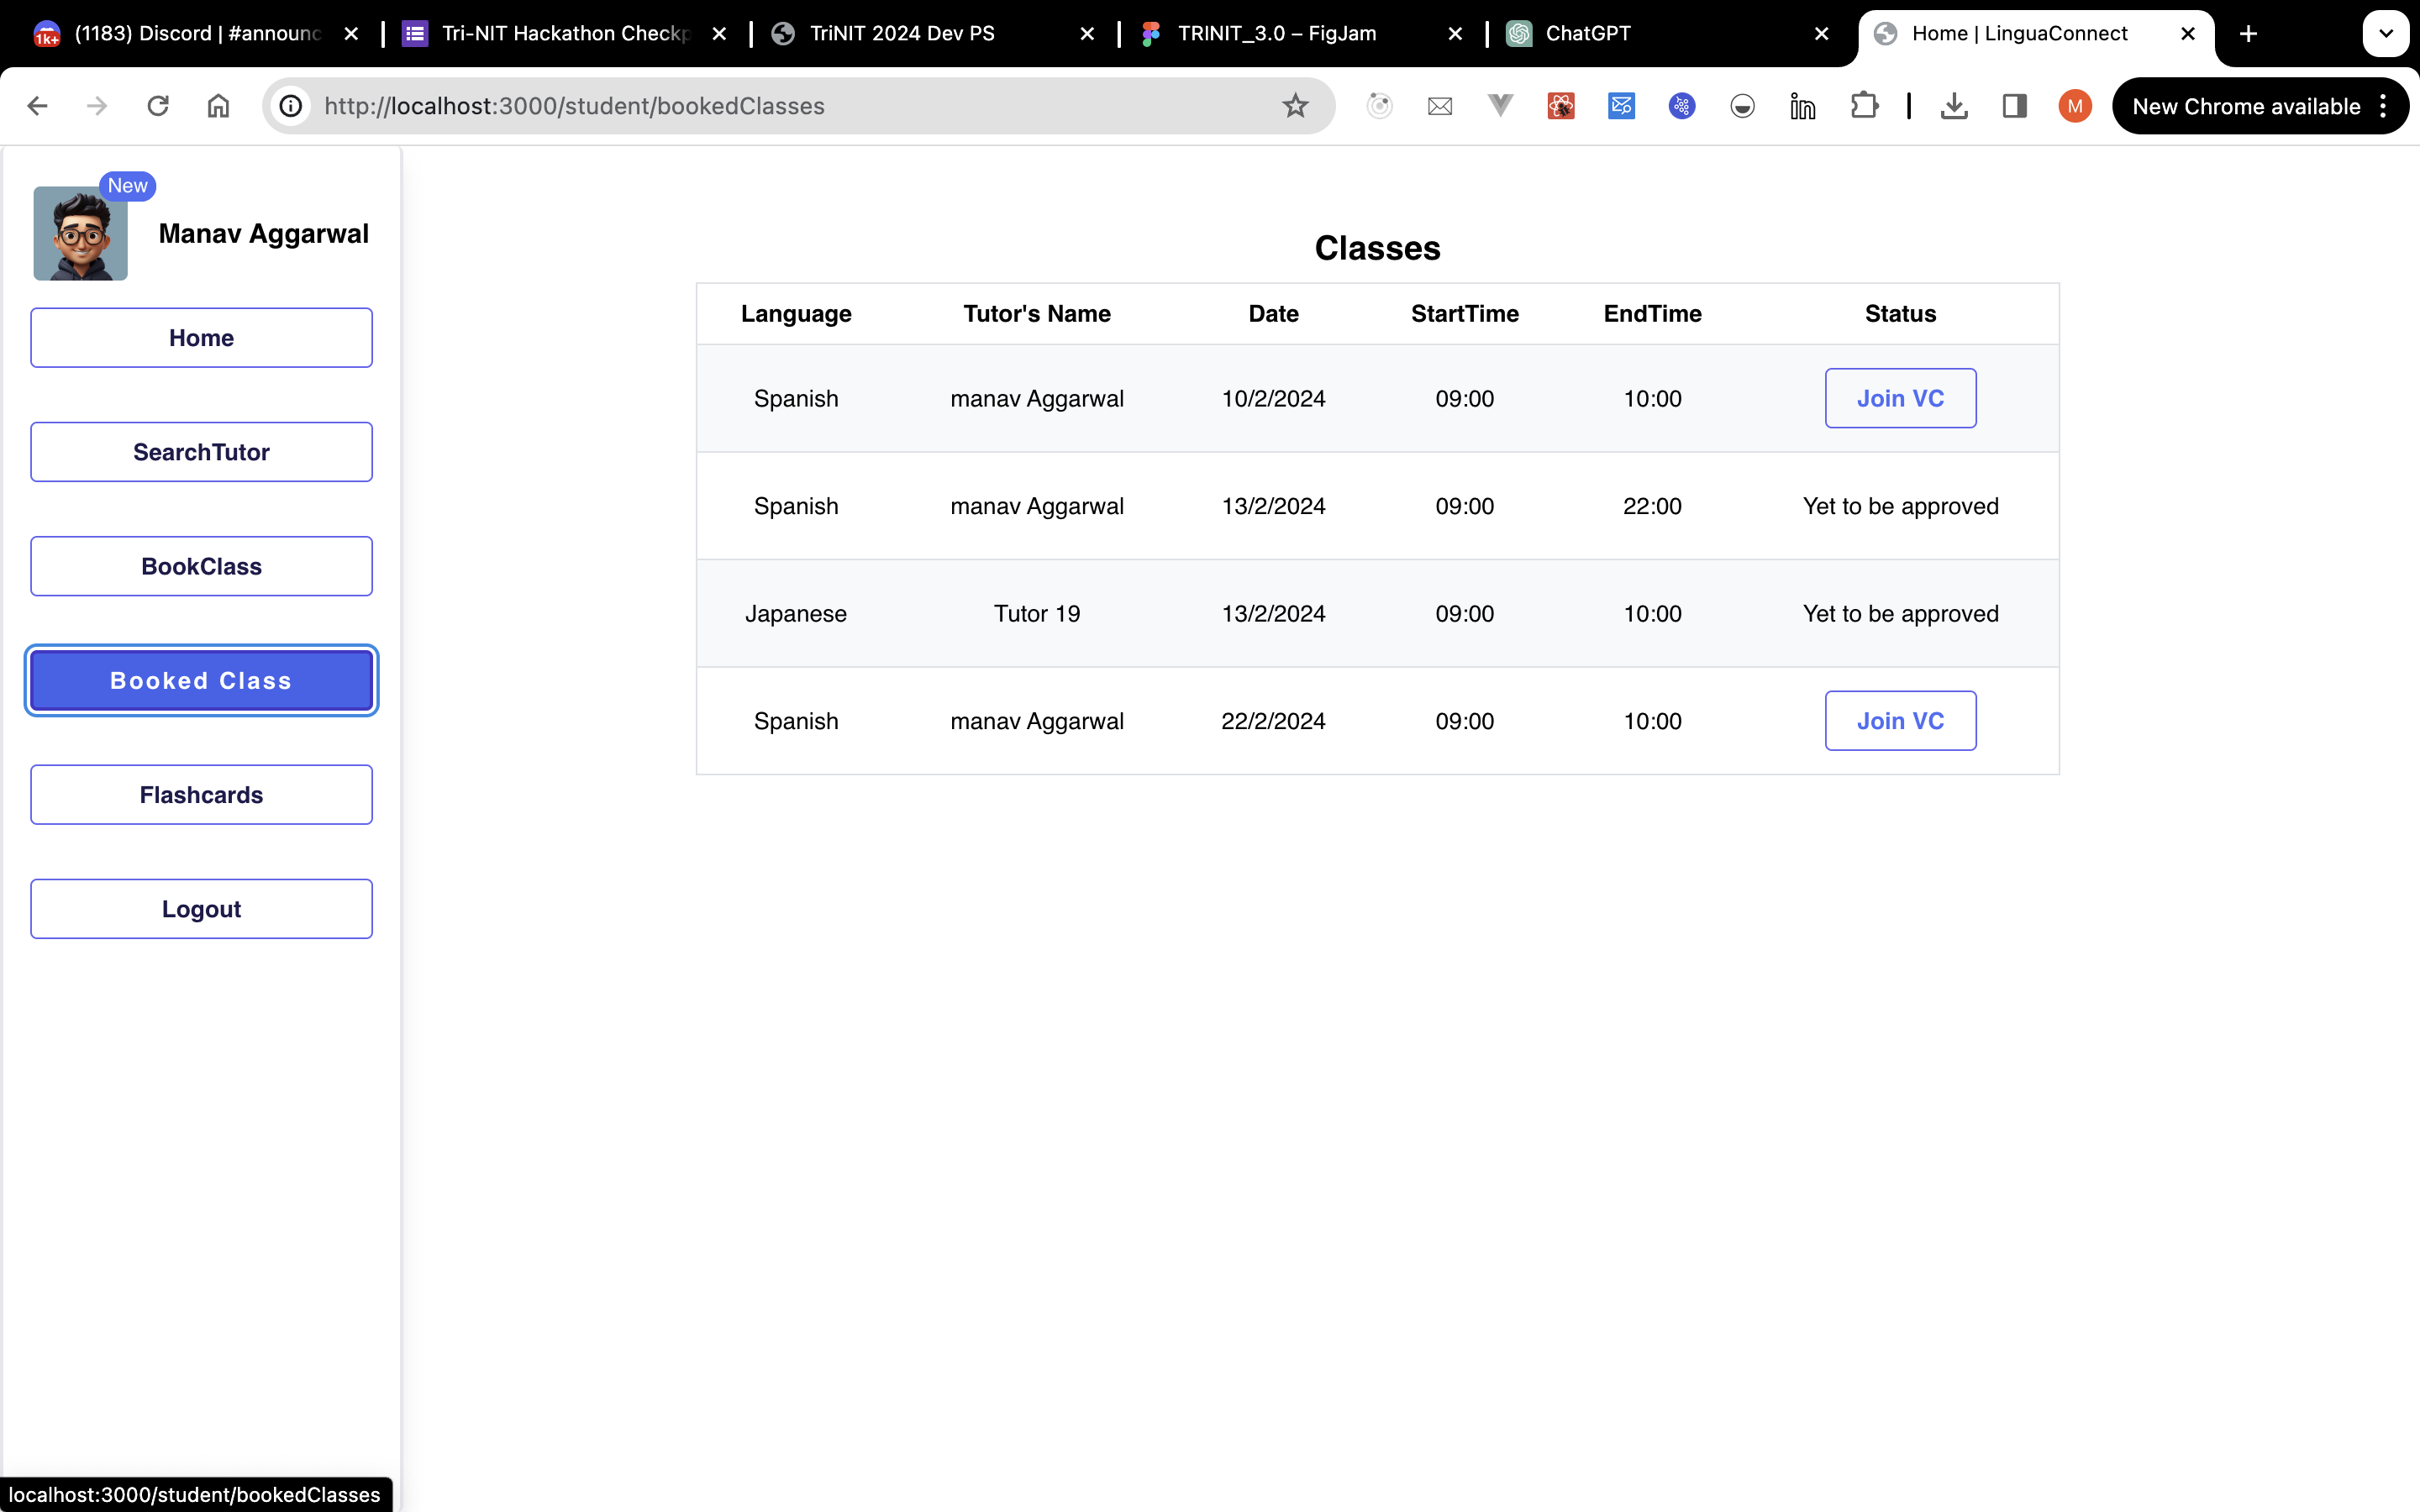 1k+ (1183) Discord | #announc Tri-NIT Hackathon Checkp TriNIT 2024 Dev PS TRINIT_3.0 – FigJam ChatGPT Home | LinguaConnect
http://localhost:3000/student/bookedClasses M New Chrome available
New
Manav Aggarwal
Home
SearchTutor
BookClass
Booked Class
Flashcards
Logout
Classes
Language Tutor's Name Date StartTime EndTime Status
Spanish manav Aggarwal 10/2/2024 09:00 10:00 Join VC
Spanish manav Aggarwal 13/2/2024 09:00 22:00 Yet to be approved
Japanese Tutor 19 13/2/2024 09:00 10:00 Yet to be approved
Spanish manav Aggarwal 22/2/2024 09:00 10:00 Join VC
localhost:3000/student/bookedClasses